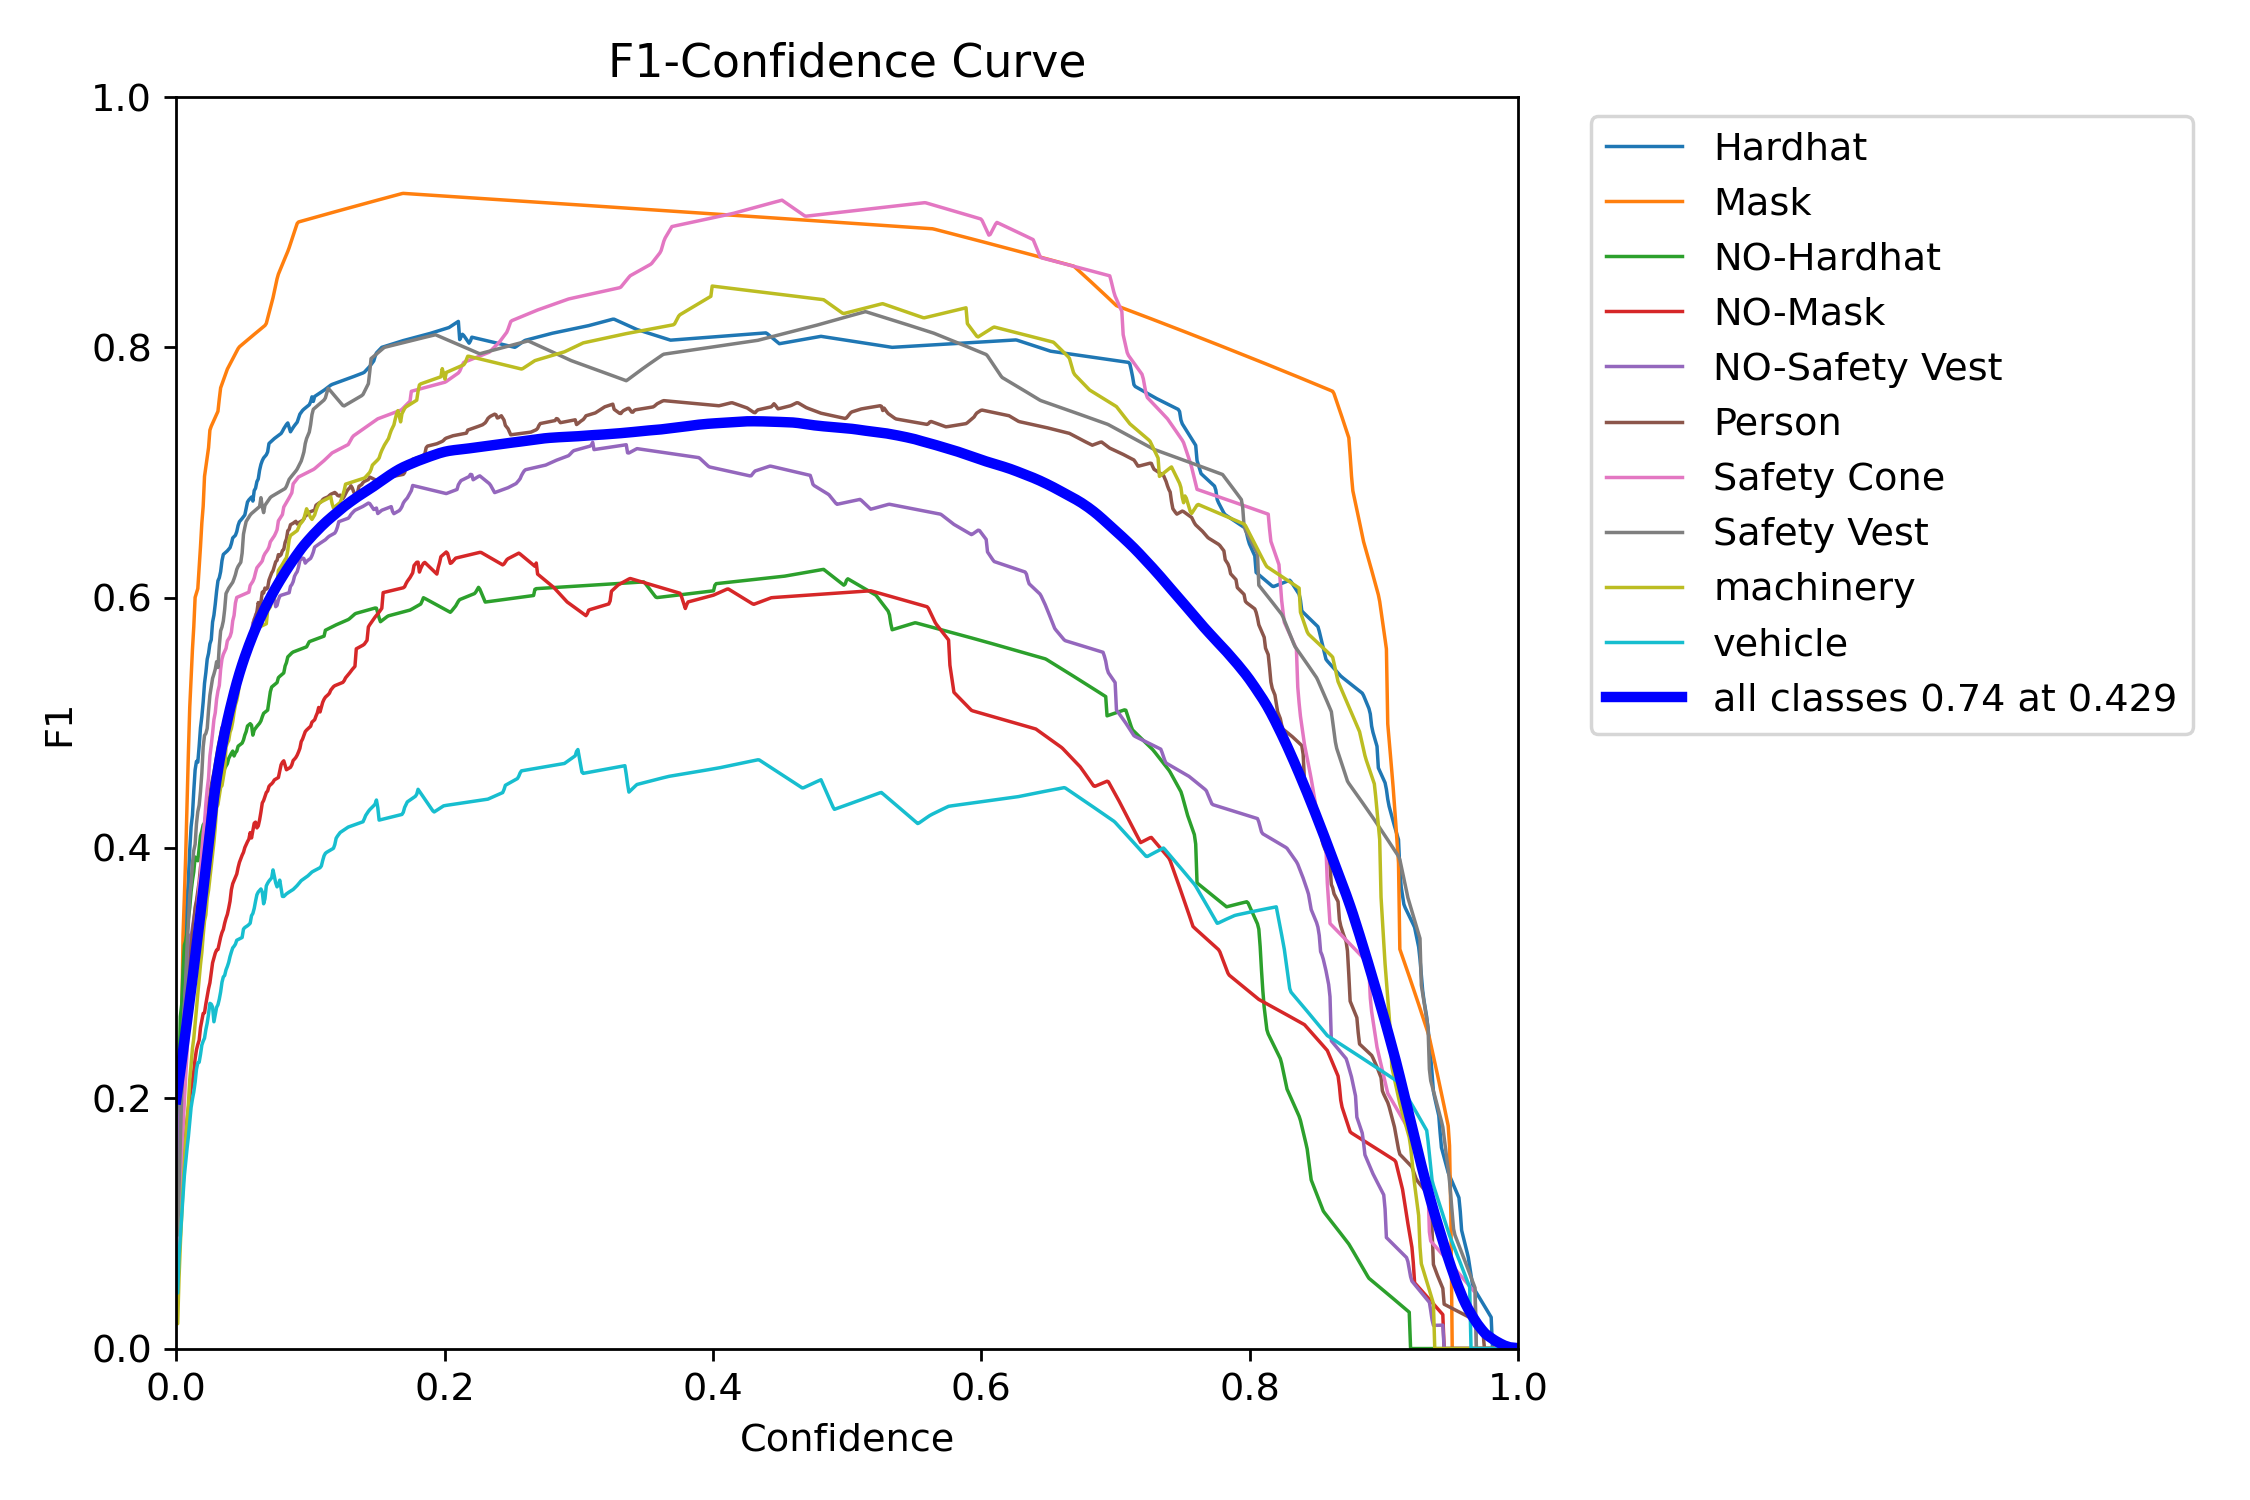 F1-Confidence Curve
1.0
0.8
0.6
0.4
0.2
0.0
F1
0.0 0.2 0.4 0.6 0.8 1.0
Confidence
Hardhat
Mask
NO-Hardhat
NO-Mask
NO-Safety Vest
Person
Safety Cone
Safety Vest
machinery
vehicle
all classes 0.74 at 0.429